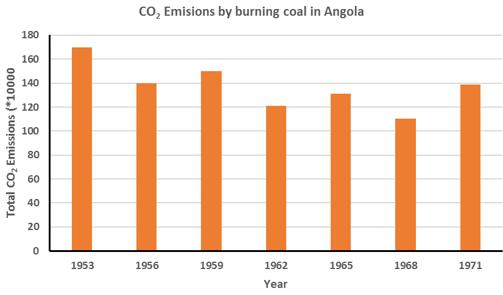 CO₂ Emisions by burning coal in Angola
Total CO₂ Emissions (*10000
180
160
140
120
100
80
60
40
20
0
1953 1956 1959 1962 1965 1968 1971
Year